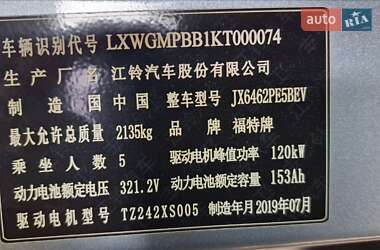 auto RIA
车辆识别代号 LXWGMPBB1KT000074
生产厂名 江铃汽车股份有限公司
制造国 中国 整车型号 JX6462PE5BEV
最大允许总质量 2135kg 品牌 福特牌
乘坐人数 5 驱动电机峰值功率 120kW
动力电池额定电压 321.2V 动力电池额定容量 153Ah
驱动电机型号 TZ242XS005 制造年月 2019年07月